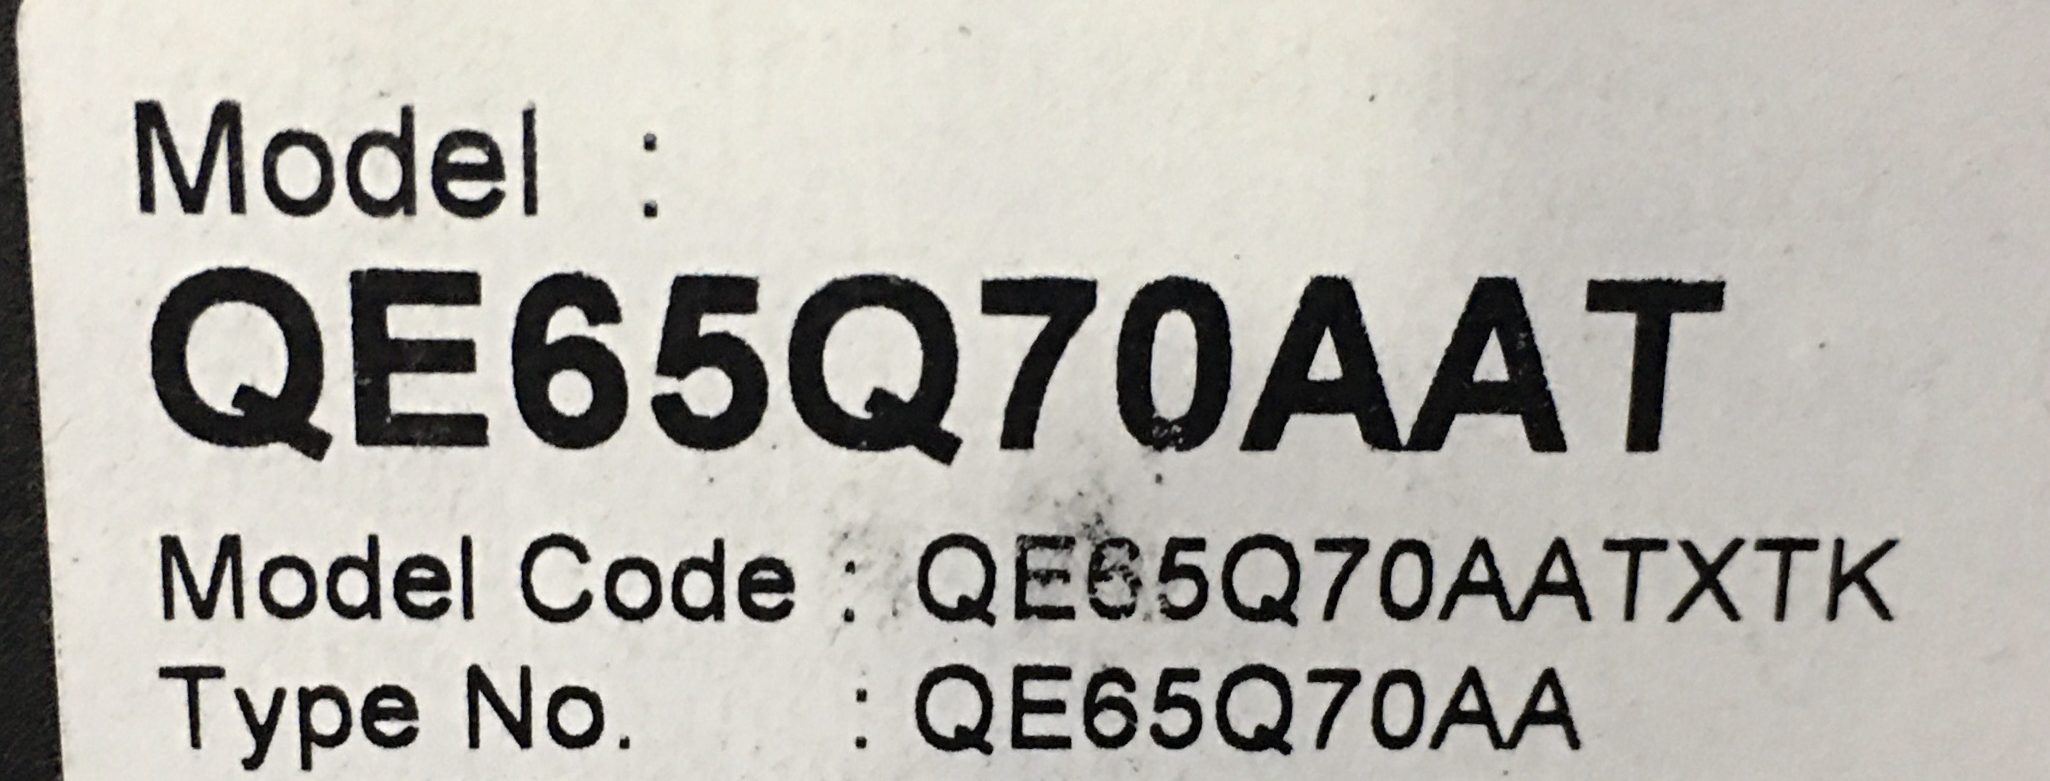 Model :
QE65Q70AAT
Model Code : QE65Q70AATXTK
Type No. : QE65Q70AA